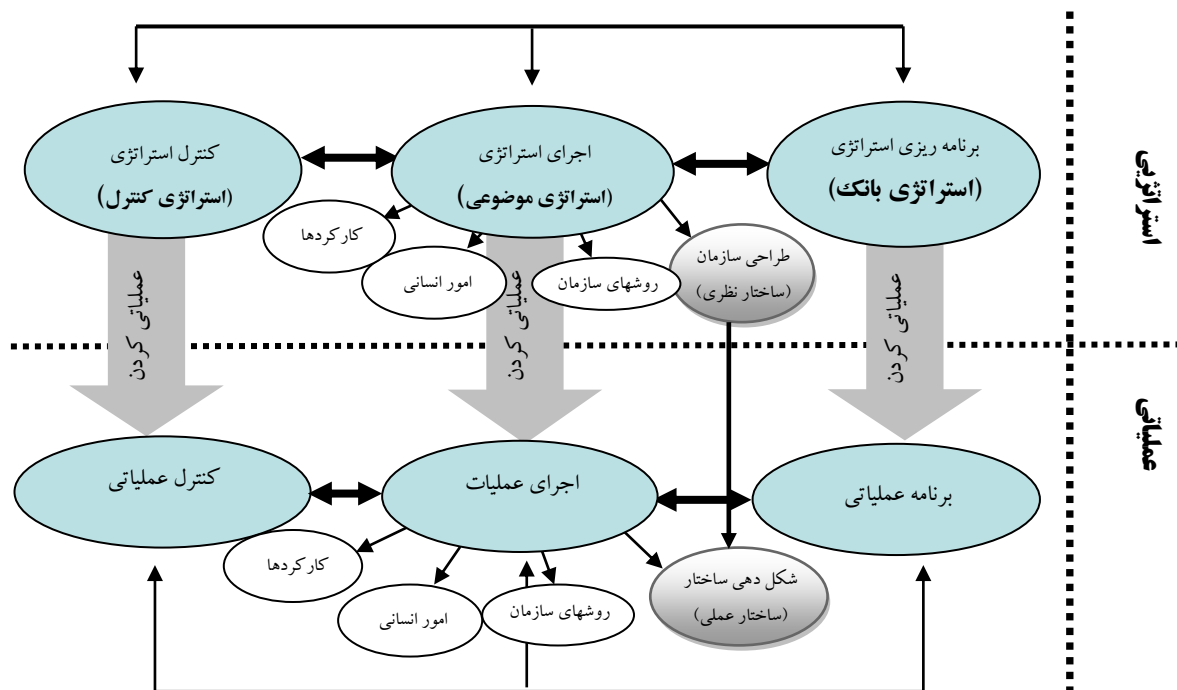 استراتژیی
برنامه ریزی استراتژی
(استراتژی بانک)
اجرای استراتژی
(استراتژی موضوعی)
کنترل استراتژی
(استراتژی کنترل)
طراحی سازمان
(ساختار نظری)
روشهای سازمان
امور انسانی
کارکردها
عملیاتی کردن
عملیاتی کردن
عملیاتی کردن
عملیاتی
برنامه عملیاتی
اجرای عملیات
کنترل عملیاتی
شکل دهی ساختار
(ساختار عملی)
روشهای سازمان
امور انسانی
کارکردها